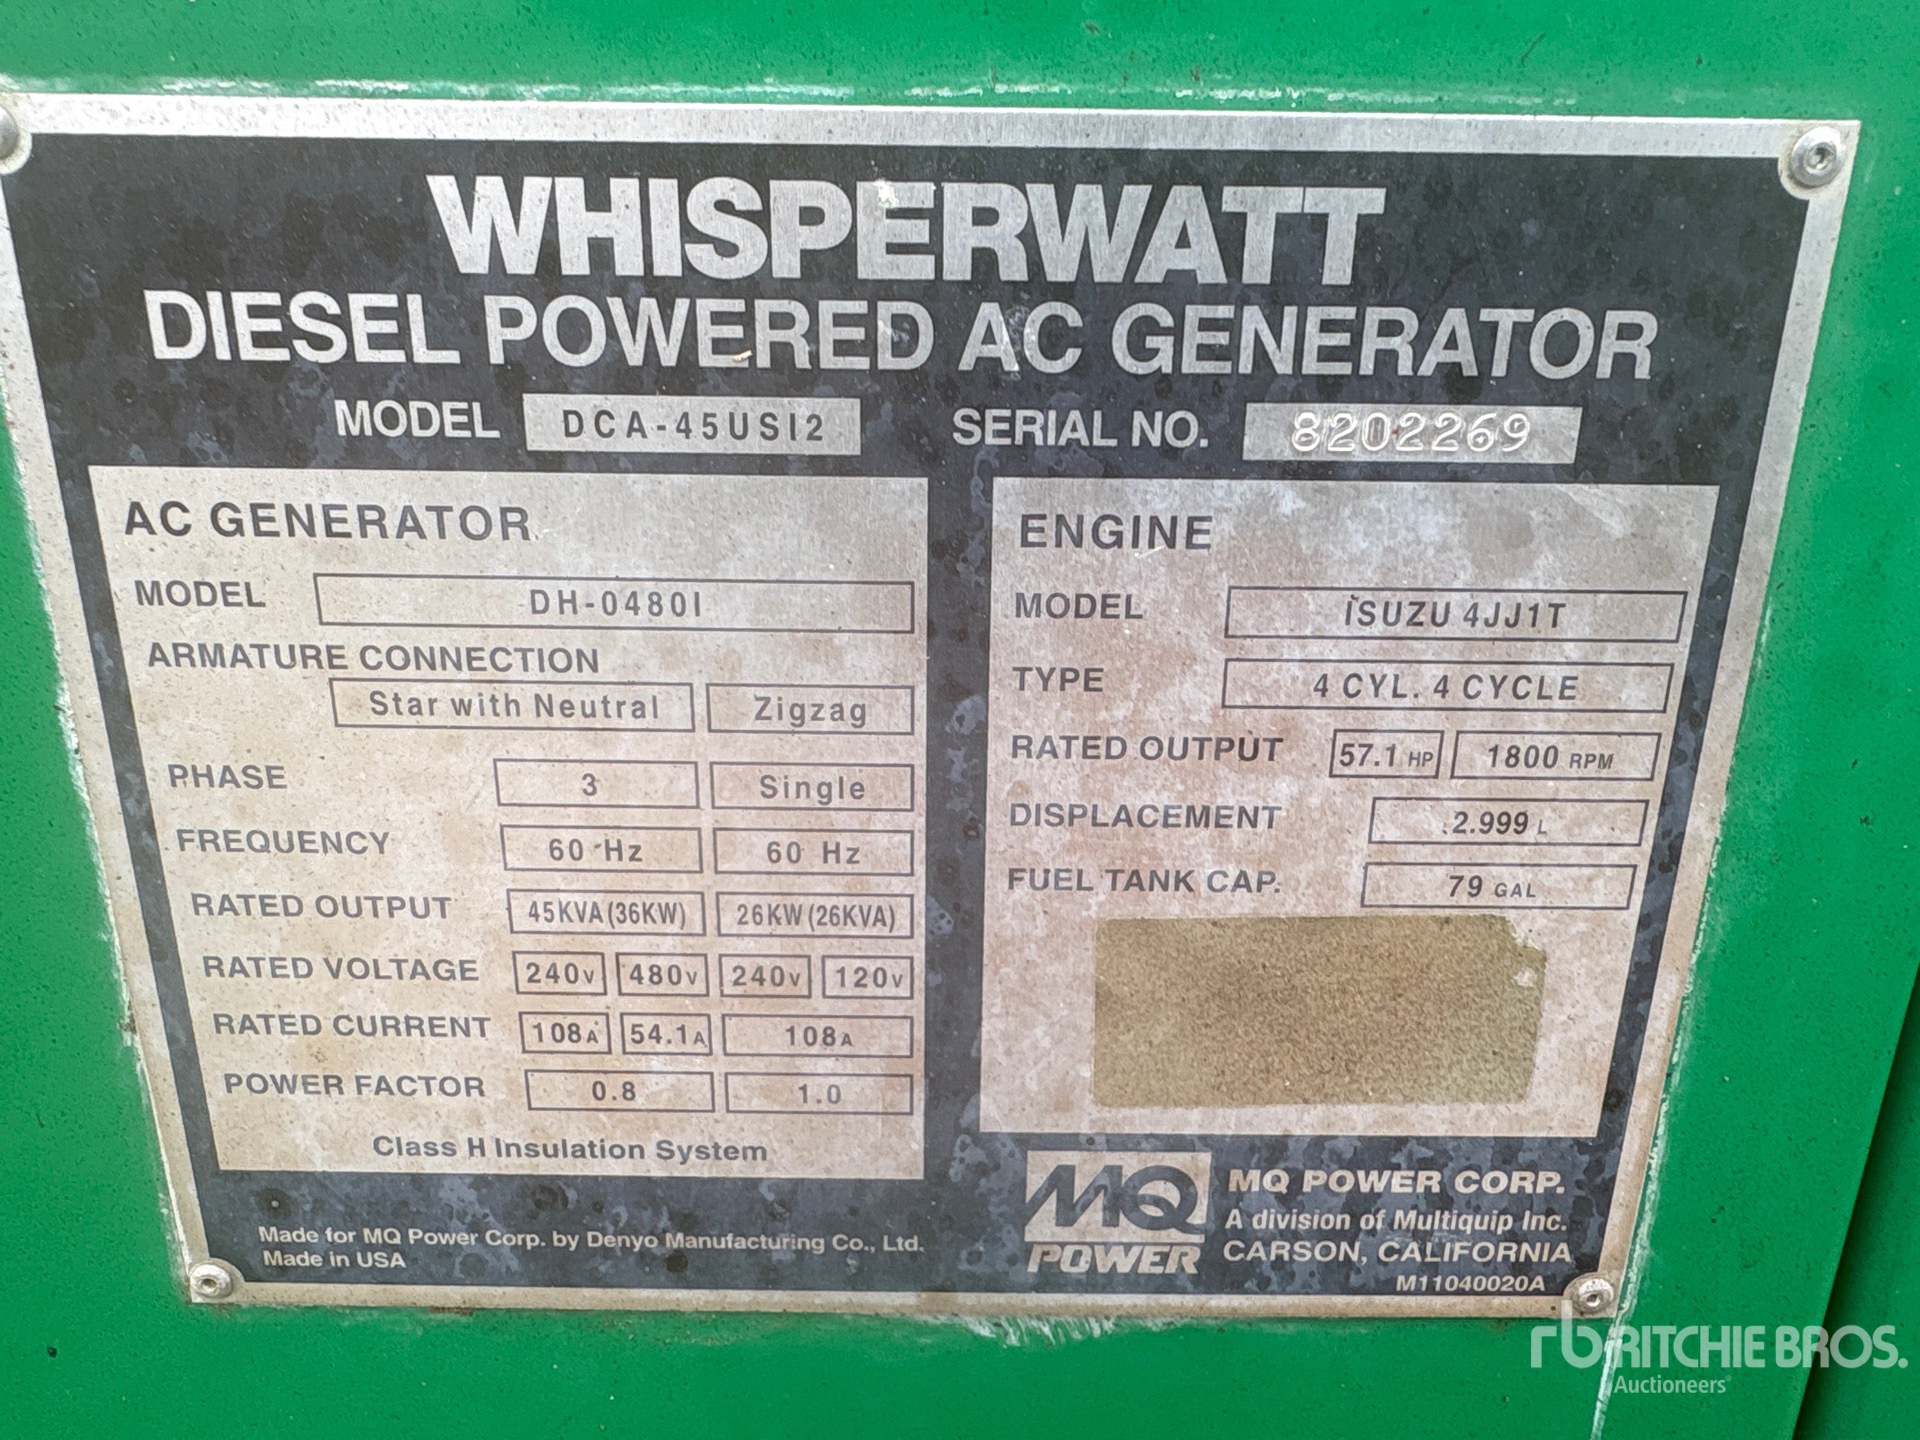 WHISPERWATT
DIESEL POWERED AC GENERATOR
MODEL DCA-45USI2 SERIAL NO. 8202269
AC GENERATOR
MODEL DH-0480I
ARMATURE CONNECTION
Star with Neutral Zigzag
PHASE 3 Single
FREQUENCY 60 Hz 60 Hz
RATED OUTPUT 45KVA(36KW) 26KW(26KVA)
RATED VOLTAGE 240V 480V 240V 120V
RATED CURRENT 108A 54.1A 108A
POWER FACTOR 0.8 1.0
Class H Insulation System
ENGINE
MODEL ISUZU 4JJ1T
TYPE 4 CYL. 4 CYCLE
RATED OUTPUT 57.1 HP 1800 RPM
DISPLACEMENT 2.999 L
FUEL TANK CAP. 79 GAL
Made for MQ Power Corp. by Denyo Manufacturing Co., Ltd.
Made in USA
MQ
POWER
MQ POWER CORP.
A division of Multiquip Inc.
CARSON, CALIFORNIA
M11040020A
rb RITCHIE BROS.
Auctioneers